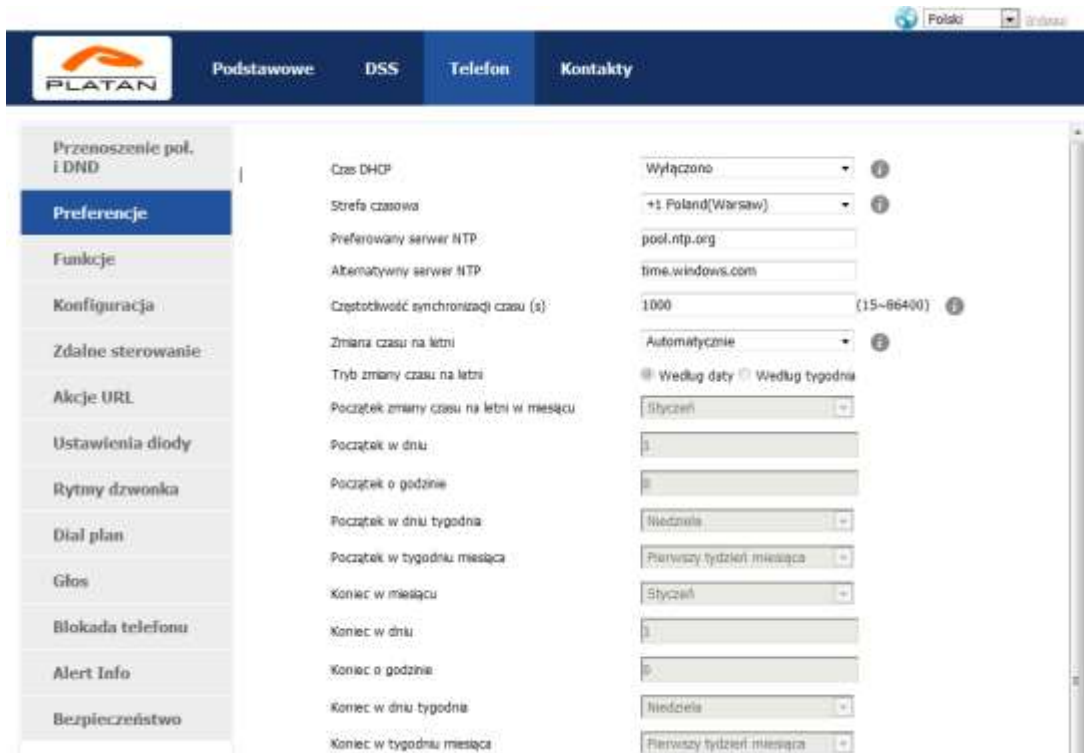 Polski
PLATAN
Podstawowe DSS Telefon Kontakty
Przenoszenie poł.
i DND
Preferencje
Funkcje
Konfiguracja
Zdalne sterowanie
Akcje URL
Ustawienia diody
Rytmy dzwonka
Dial plan
Głos
Blokada telefonu
Alert Info
Bezpieczeństwo
Czas DHCP Wyłączono
Strefa czasowa +1 Poland(Warsaw)
Preferowany serwer NTP pool.ntp.org
Alternatywny serwer NTP time.windows.com
Częstotliwość synchronizacji czasu (s) 1000 (15~86400)
Zmiana czasu na letni Automatycznie
Tryb zmiany czasu na letni Według daty Według tygodnia
Początek zmiany czasu na letni w miesiącu Styczeń
Początek w dniu 1
Początek o godzinie 0
Początek w dniu tygodnia Niedziela
Początek w tygodniu miesiąca Pierwszy tydzień miesiąca
Koniec w miesiącu Styczeń
Koniec w dniu 1
Koniec o godzinie 0
Koniec w dniu tygodnia Niedziela
Koniec w tygodniu miesiąca Pierwszy tydzień miesiąca